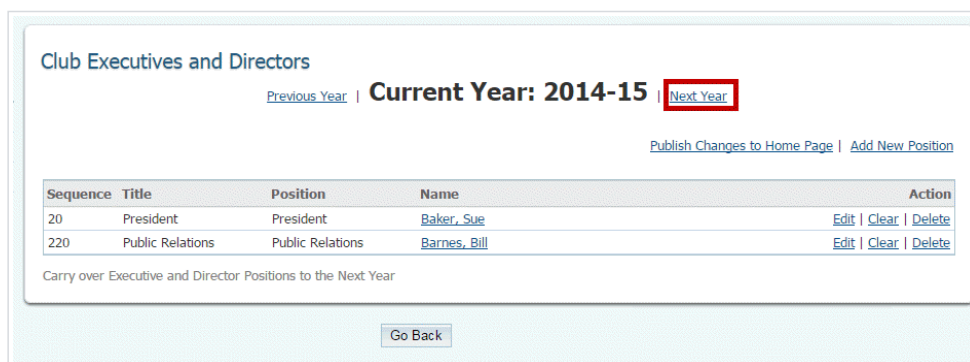 Club Executives and Directors
Previous Year | Current Year: 2014-15 | Next Year
Publish Changes to Home Page | Add New Position
Sequence Title Position Name Action
20 President President Baker, Sue Edit | Clear | Delete
220 Public Relations Public Relations Barnes, Bill Edit | Clear | Delete
Carry over Executive and Director Positions to the Next Year
Go Back